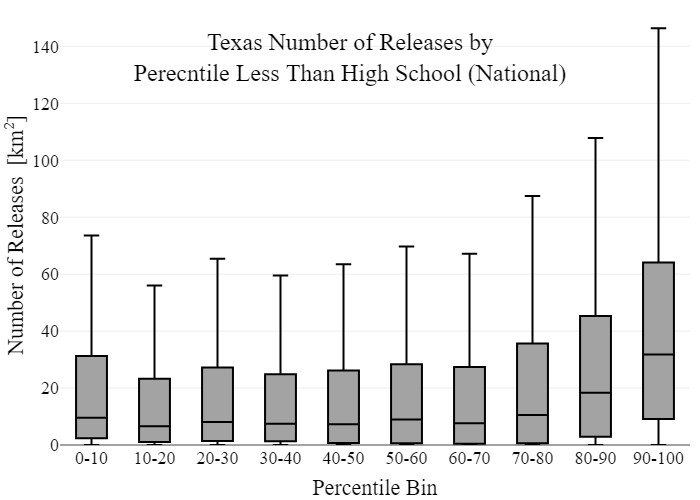 Texas Number of Releases by
Perecntile Less Than High School (National)
Number of Releases [km²]
140
120
100
80
60
40
20
0
0-10 10-20 20-30 30-40 40-50 50-60 60-70 70-80 80-90 90-100
Percentile Bin